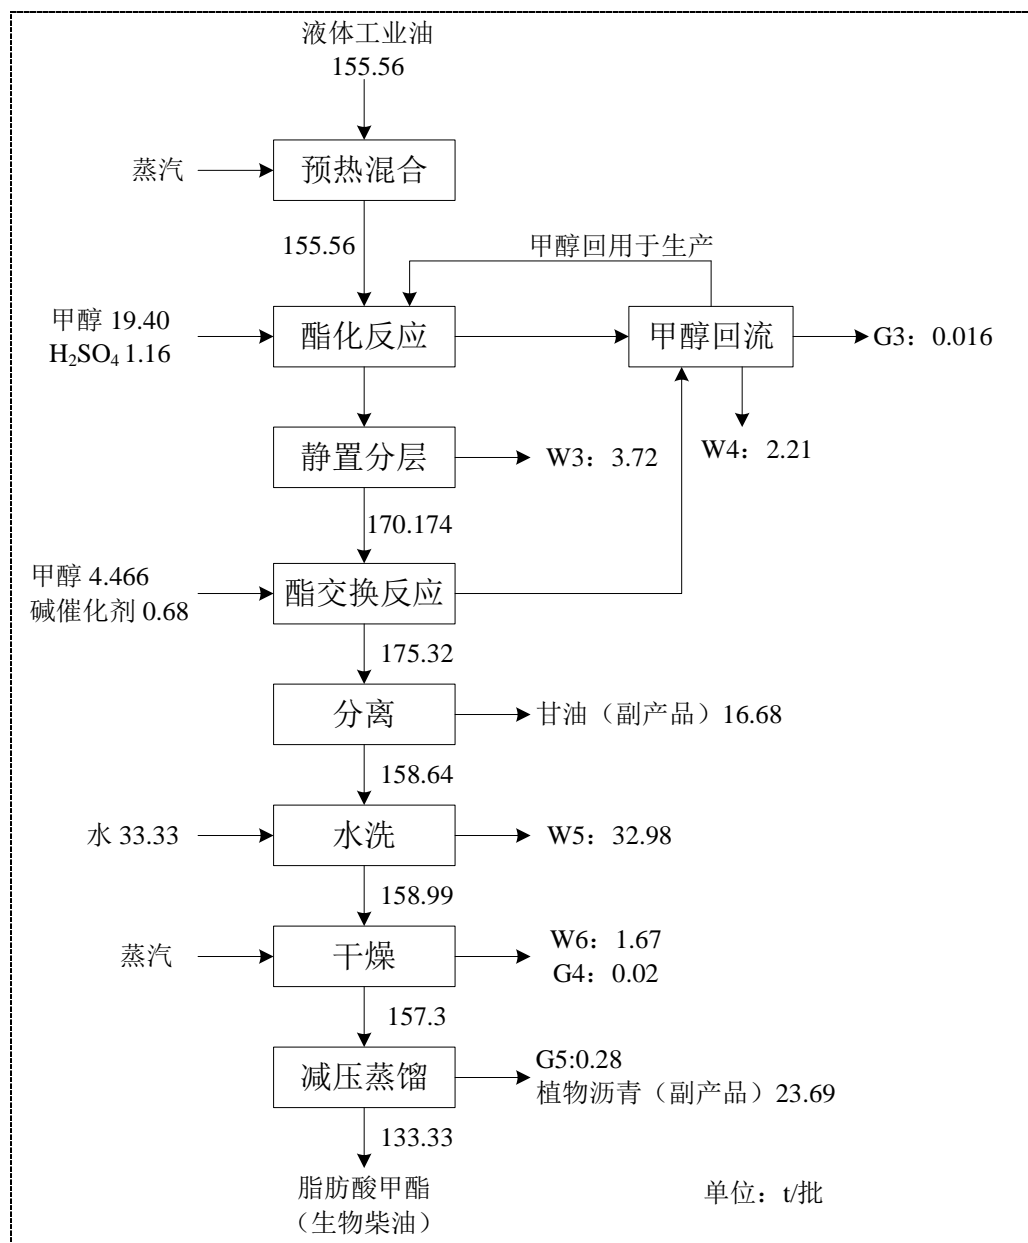 液体工业油
155.56
蒸汽
预热混合
155.56
甲醇回用于生产
甲醇 19.40
H₂SO₄ 1.16
酯化反应
甲醇回流
G3：0.016
静置分层
W3：3.72
W4：2.21
170.174
甲醇 4.466
碱催化剂 0.68
酯交换反应
175.32
分离
甘油（副产品）16.68
158.64
水 33.33
水洗
W5：32.98
158.99
蒸汽
干燥
W6：1.67
G4：0.02
157.3
减压蒸馏
G5:0.28
植物沥青（副产品）23.69
133.33
脂肪酸甲酯
（生物柴油）
单位：t/批